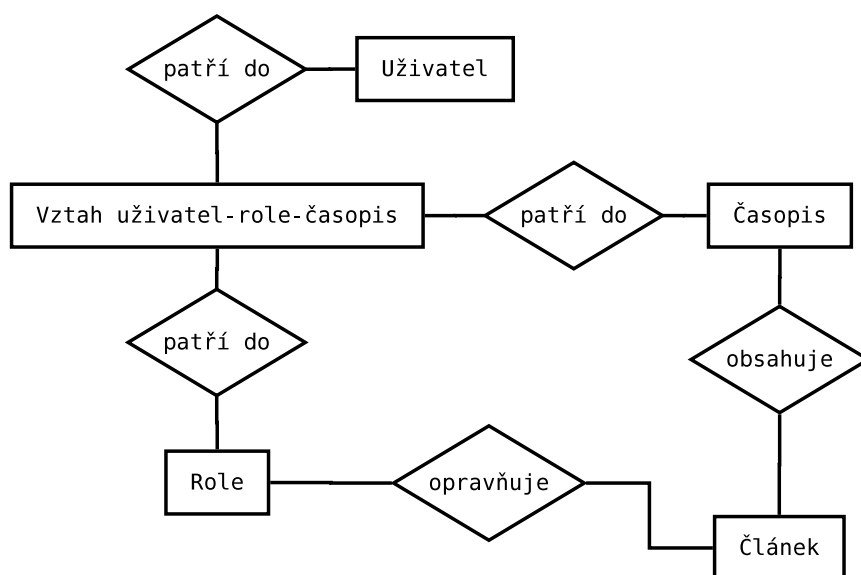 patří do
Uživatel
Vztah uživatel-role-časopis
patří do
Časopis
patří do
obsahuje
Role
opravňuje
Článek